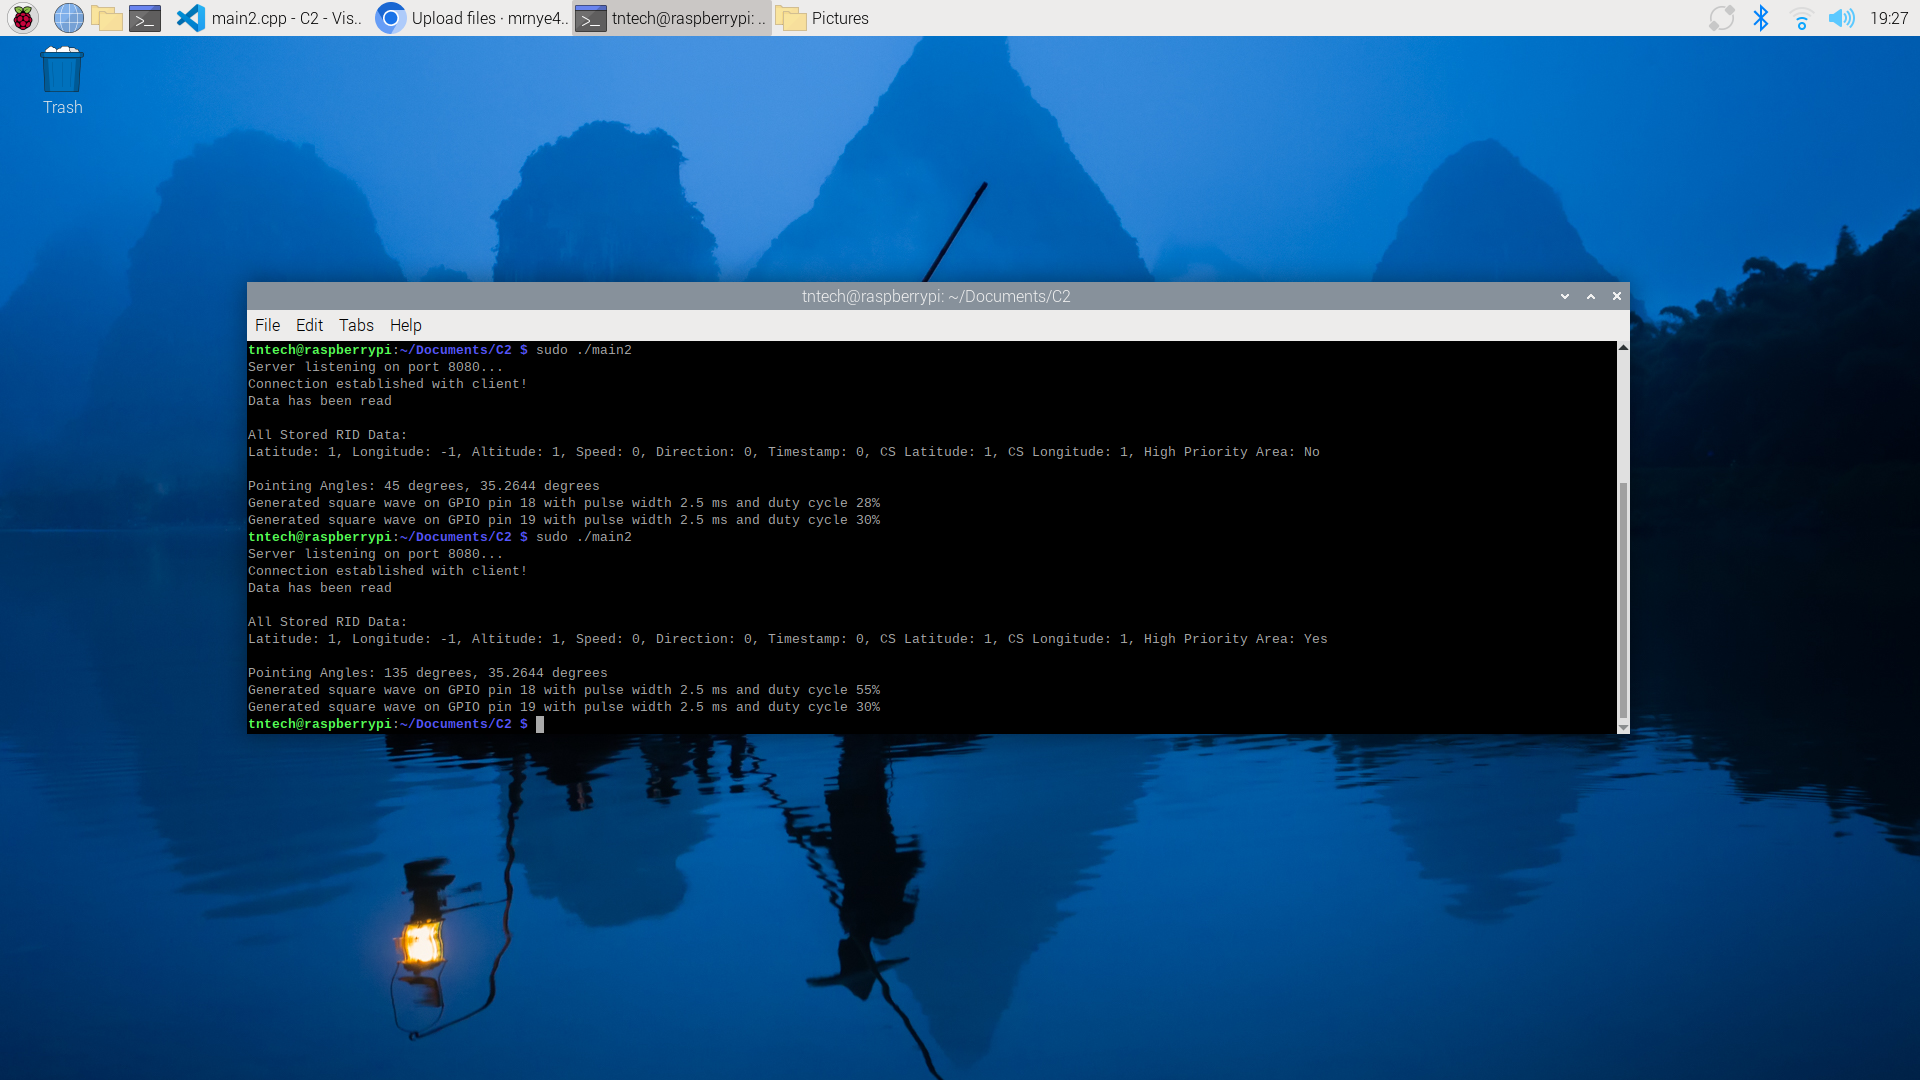 main2.cpp - C2 - Vis..
Upload files · mrnye4..
tntech@raspberrypi: ..
Pictures
19:27
Trash
tntech@raspberrypi: ~/Documents/C2
File Edit Tabs Help
tntech@raspberrypi:~/Documents/C2 $ sudo ./main2
Server listening on port 8080...
Connection established with client!
Data has been read
All Stored RID Data:
Latitude: 1, Longitude: -1, Altitude: 1, Speed: 0, Direction: 0, Timestamp: 0, CS Latitude: 1, CS Longitude: 1, High Priority Area: No
Pointing Angles: 45 degrees, 35.2644 degrees
Generated square wave on GPIO pin 18 with pulse width 2.5 ms and duty cycle 28%
Generated square wave on GPIO pin 19 with pulse width 2.5 ms and duty cycle 30%
tntech@raspberrypi:~/Documents/C2 $ sudo ./main2
Server listening on port 8080...
Connection established with client!
Data has been read
All Stored RID Data:
Latitude: 1, Longitude: -1, Altitude: 1, Speed: 0, Direction: 0, Timestamp: 0, CS Latitude: 1, CS Longitude: 1, High Priority Area: Yes
Pointing Angles: 135 degrees, 35.2644 degrees
Generated square wave on GPIO pin 18 with pulse width 2.5 ms and duty cycle 55%
Generated square wave on GPIO pin 19 with pulse width 2.5 ms and duty cycle 30%
tntech@raspberrypi:~/Documents/C2 $